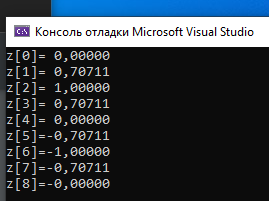 Консоль отладки Microsoft Visual Studio
z[0]= 0,00000
z[1]= 0,70711
z[2]= 1,00000
z[3]= 0,70711
z[4]= 0,00000
z[5]=-0,70711
z[6]=-1,00000
z[7]=-0,70711
z[8]=-0,00000